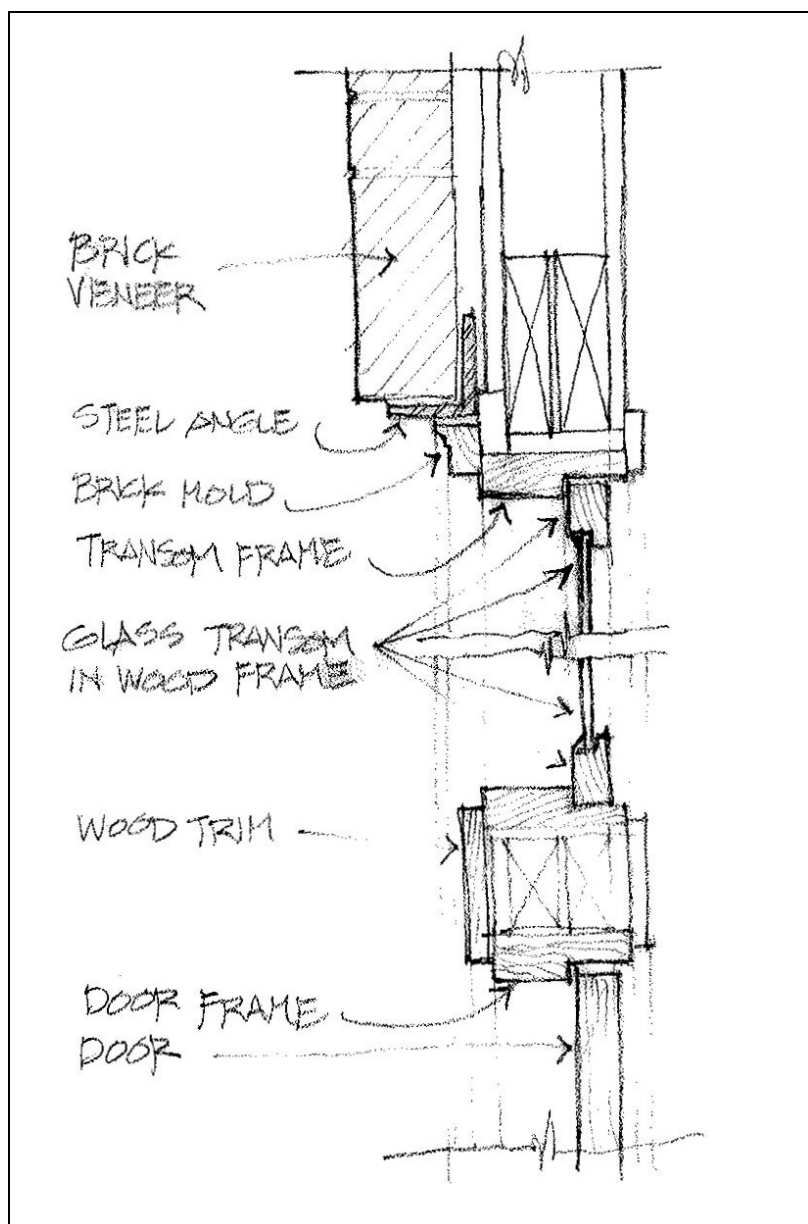 BRICK
VENEER
STEEL ANGLE
BRICK MOLD
TRANSOM FRAME
GLASS TRANSOM
IN WOOD FRAME
WOOD TRIM
DOOR FRAME
DOOR